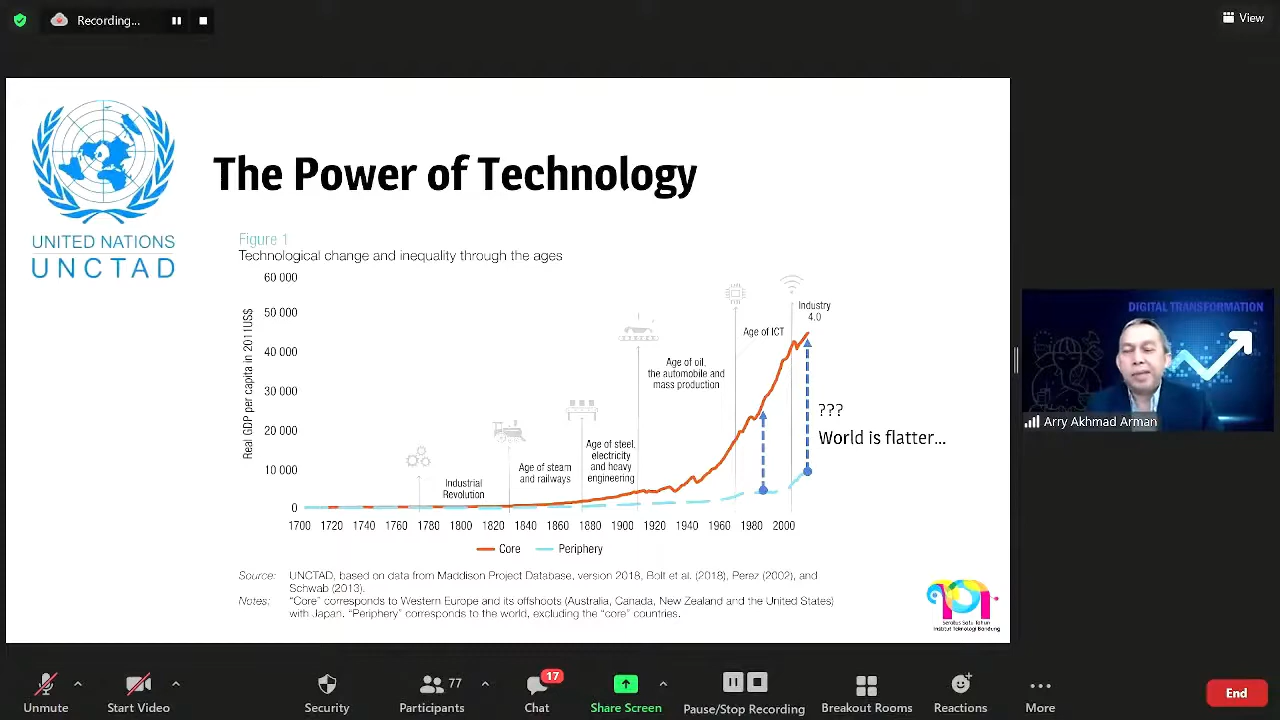 Recording...
View
UNITED NATIONS
UNCTAD
The Power of Technology
Figure 1
Technological change and inequality through the ages
Real GDP per capita in 2011US$
60 000
50 000
40 000
30 000
20 000
10 000
0
Industrial
Revolution
Age of steam
and railways
Age of steel,
electricity
and heavy
engineering
Age of oil,
the automobile and
mass production
Age of ICT
Industry
4.0
???
World is flatter...
1700 1720 1740 1760 1780 1800 1820 1840 1860 1880 1900 1920 1940 1960 1980 2000
Core Periphery
Source: UNCTAD, based on data from Maddison Project Database, version 2018, Bolt et al. (2018), Perez (2002), and
Schwab (2013).
Notes: "Core" corresponds to Western Europe and its offshoots (Australia, Canada, New Zealand and the United States)
with Japan. "Periphery" corresponds to the world, excluding the "core" countries.
101
Seratus Satu Tahun
Institut Teknologi Bandung
DIGITAL TRANSFORMATION
Arry Akhmad Arman
Unmute
Start Video
Security
77
Participants
17
Chat
Share Screen
Pause/Stop Recording
Breakout Rooms
Reactions
More
End